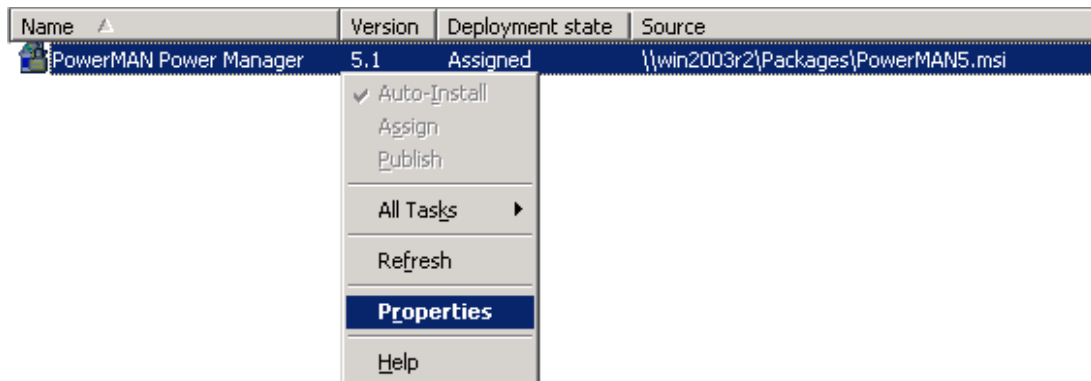 Name Version Deployment state Source
PowerMAN Power Manager 5.1 Assigned \\win2003r2\Packages\PowerMAN5.msi
Auto-Install
Assign
Publish
All Tasks
Refresh
Properties
Help